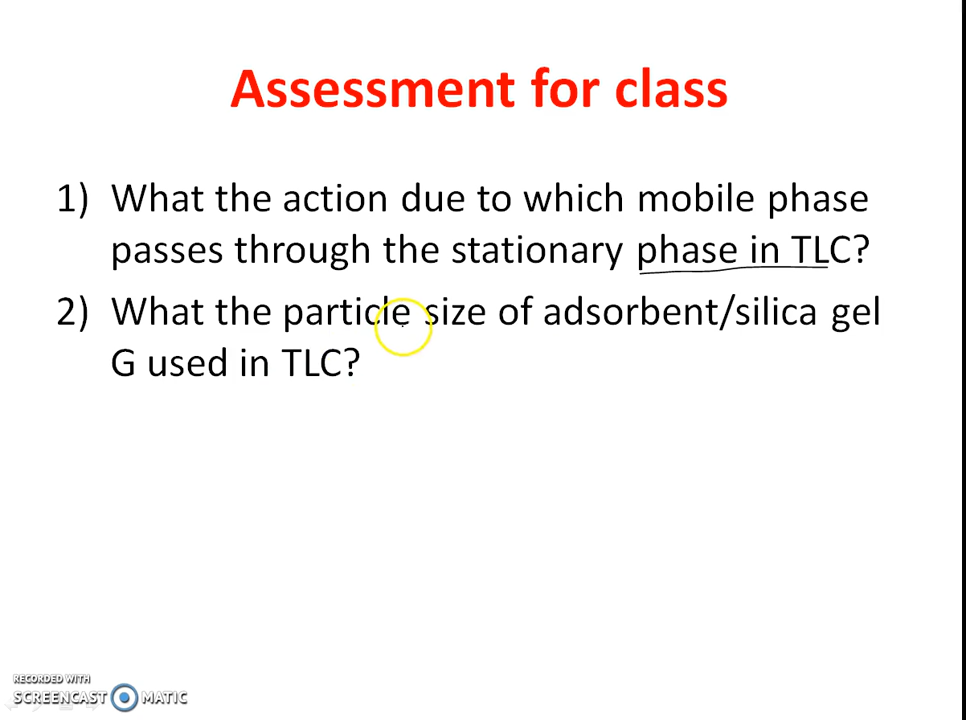 Assessment for class
1) What the action due to which mobile phase
passes through the stationary phase in TLC?
2) What the particle size of adsorbent/silica gel
G used in TLC?
RECORDED WITH
SCREENCAST MATIC